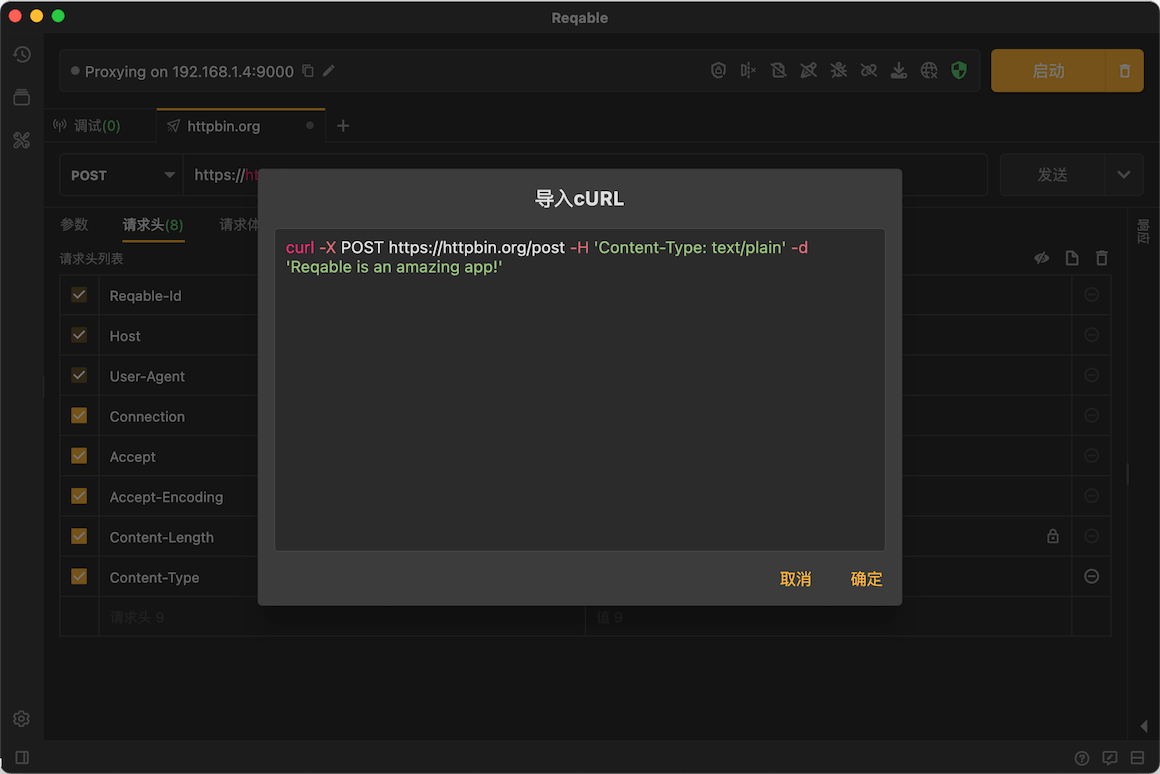 Reqable
Proxying on 192.168.1.4:9000
启动
调试(0)
httpbin.org
POST
https://ht
发送
导入cURL
参数
请求头(8)
请求体
响应
curl -X POST https://httpbin.org/post -H 'Content-Type: text/plain' -d
'Reqable is an amazing app!'
请求头列表
Reqable-Id
Host
User-Agent
Connection
Accept
Accept-Encoding
Content-Length
Content-Type
取消
确定
请求头 9
值 9